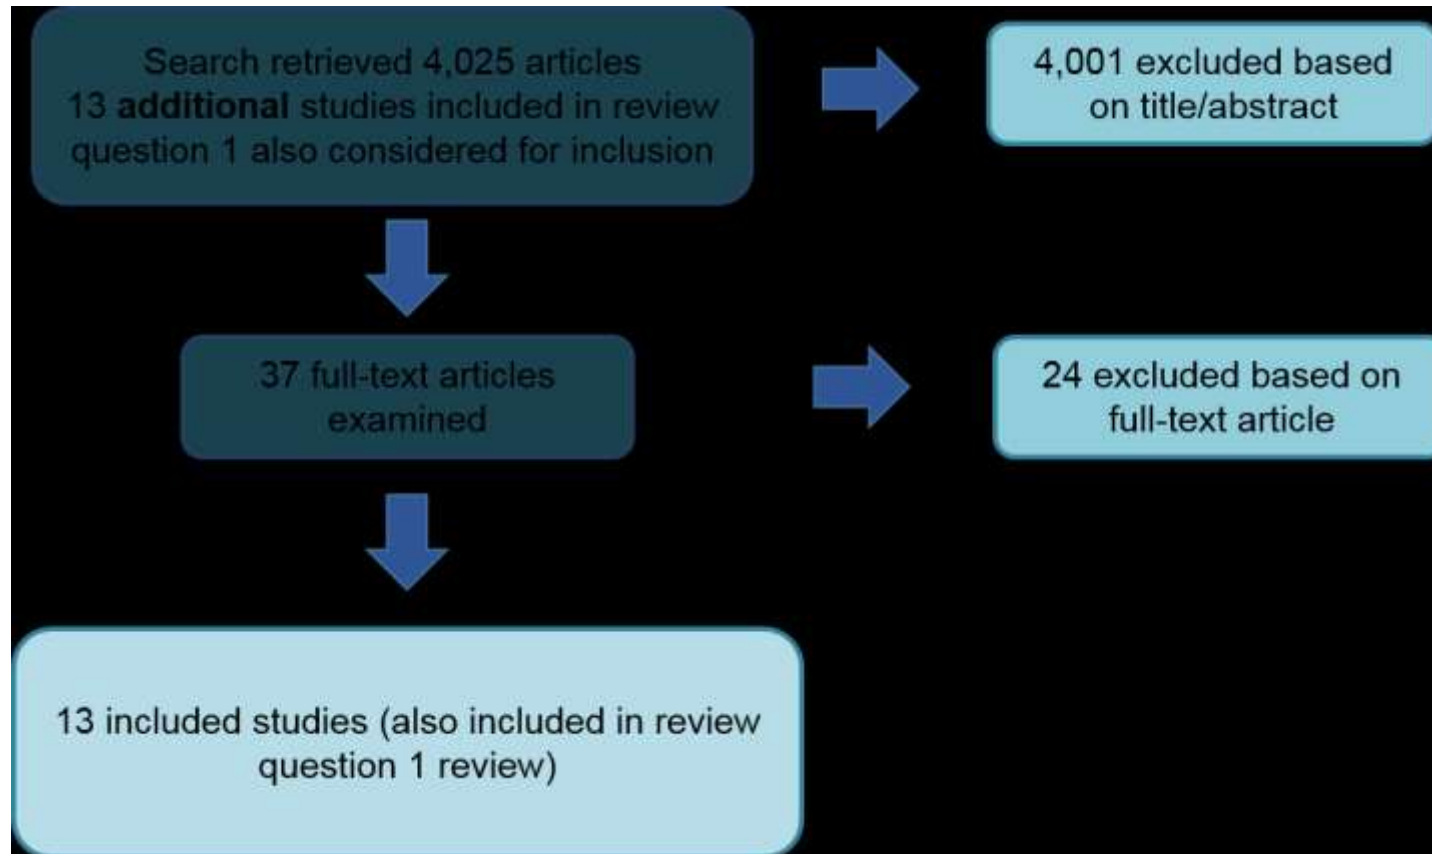 Search retrieved 4,025 articles
13 additional studies included in review
question 1 also considered for inclusion
4,001 excluded based
on title/abstract
37 full-text articles
examined
24 excluded based on
full-text article
13 included studies (also included in review
question 1 review)